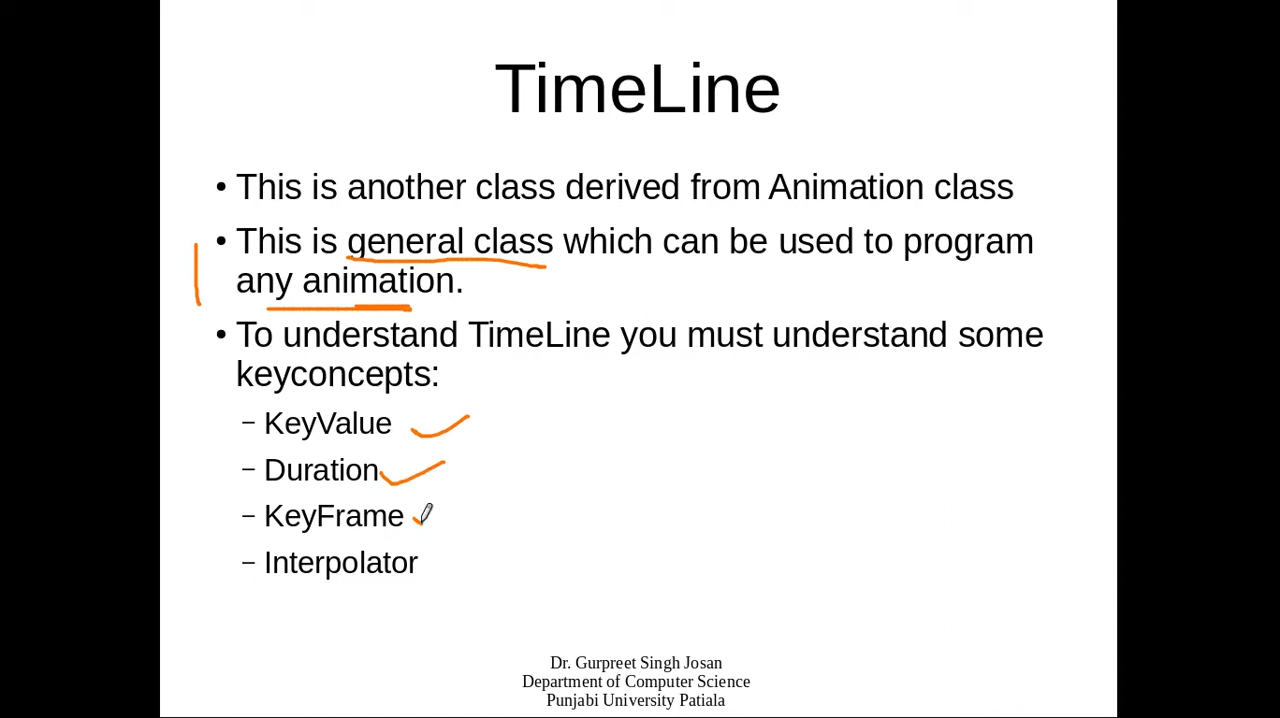 TimeLine
• This is another class derived from Animation class
• This is general class which can be used to program
any animation.
• To understand TimeLine you must understand some
keyconcepts:
– KeyValue
– Duration
– KeyFrame
– Interpolator
Dr. Gurpreet Singh Josan
Department of Computer Science
Punjabi University Patiala